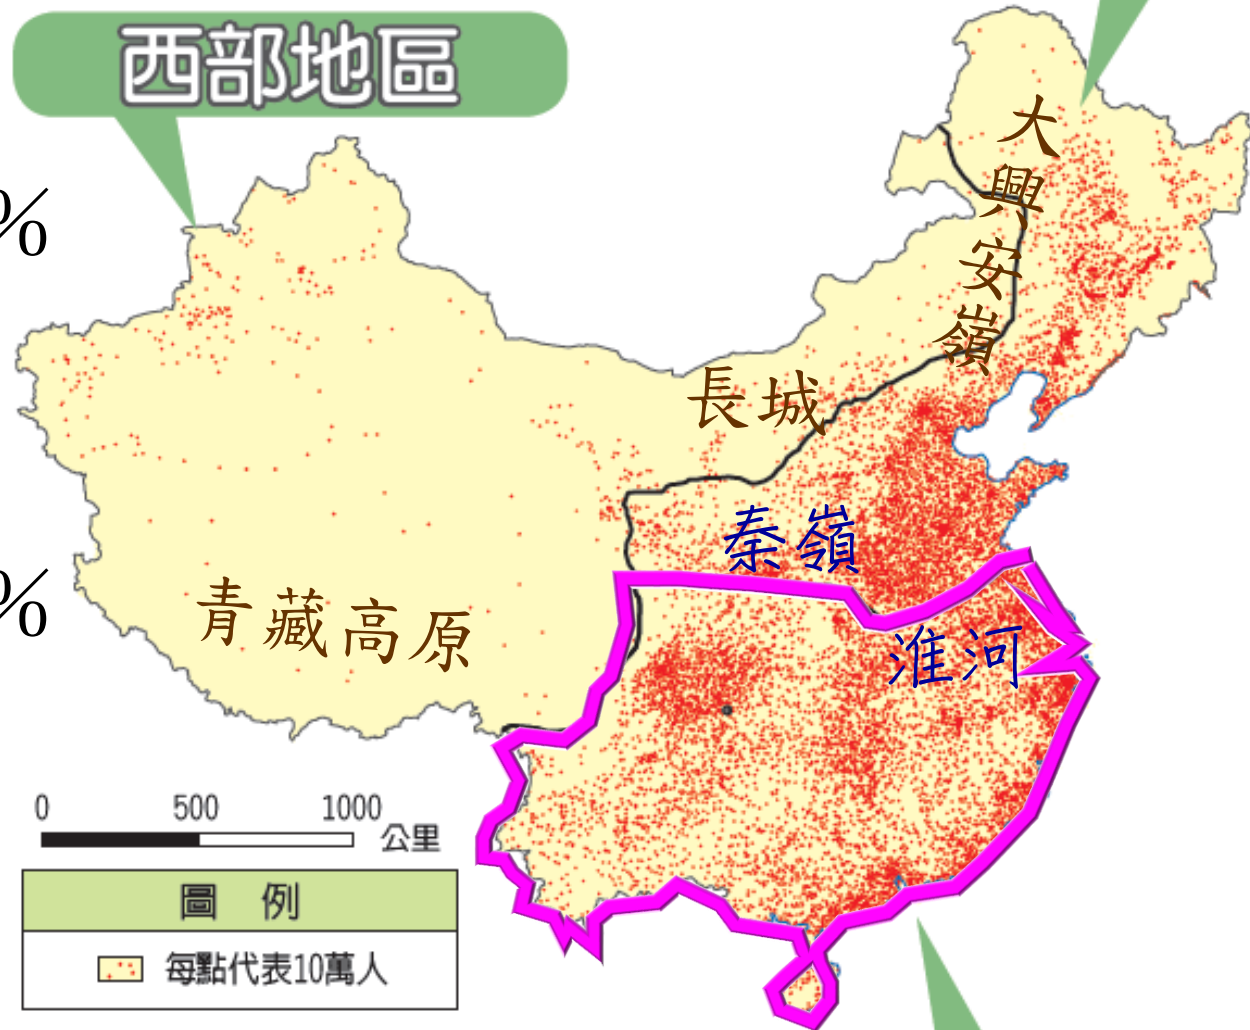 西部地區
%
大興安嶺
長城
秦嶺
%
青藏高原
淮河
0 500 1000 公里
圖 例
每點代表10萬人